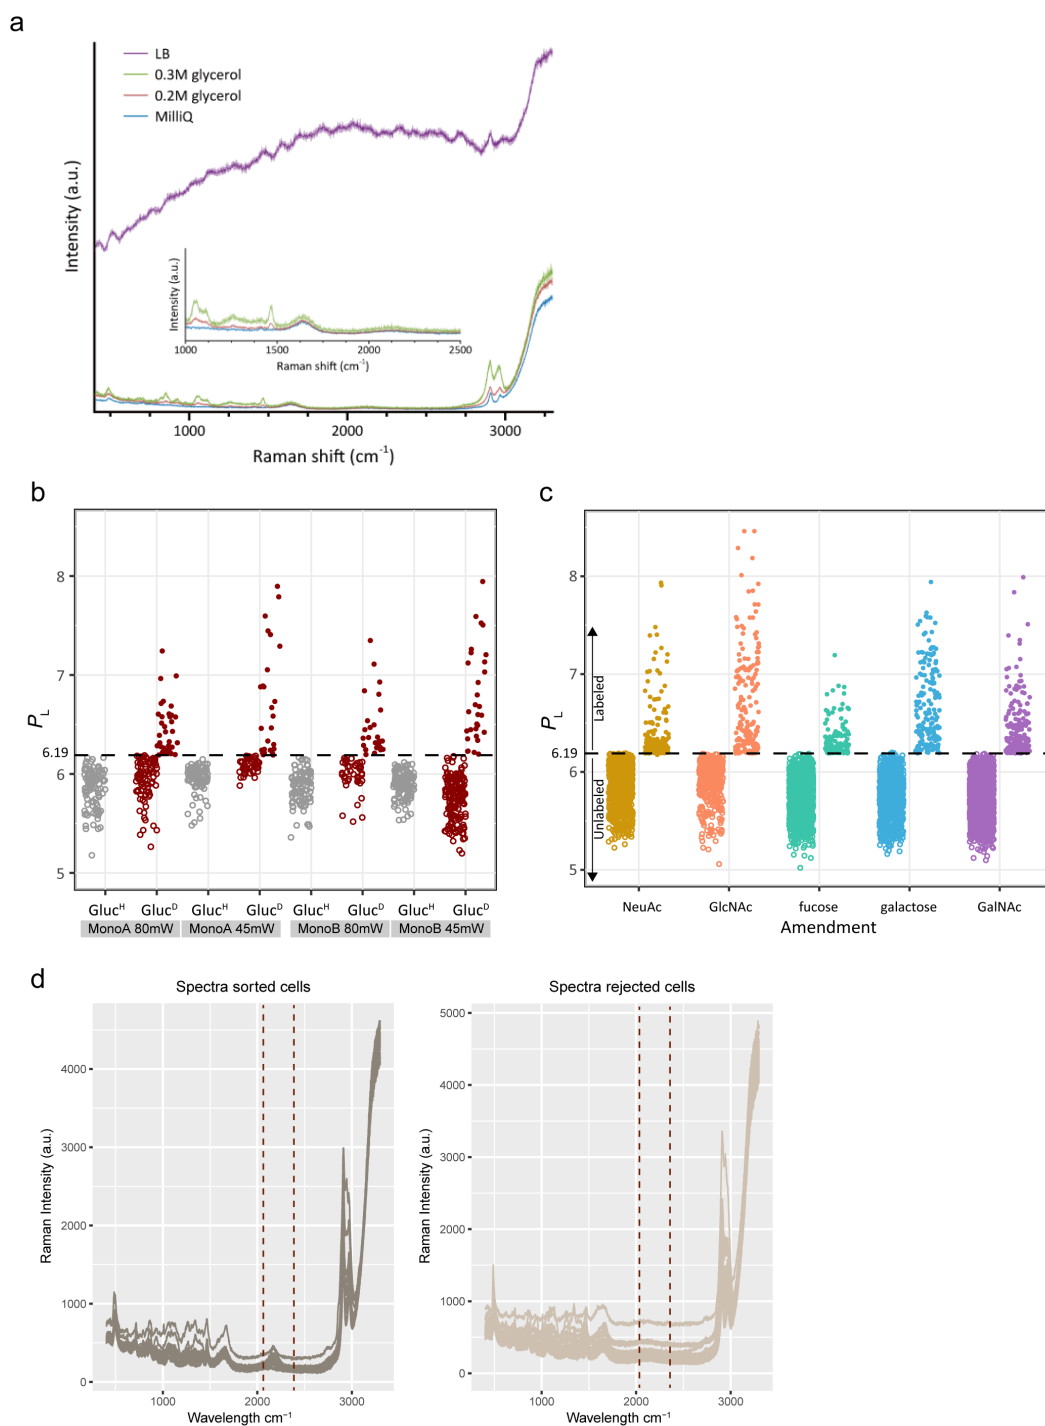 a
LB
0.3M glycerol
0.2M glycerol
MilliQ
Intensity (a.u.)
Intensity (a.u.)
1000 1500 2000 2500
Raman shift (cm⁻¹)
1000 2000 3000
Raman shift (cm⁻¹)
b
8
7
6.19
6
5
P_L
Gluc^H Gluc^D Gluc^H Gluc^D Gluc^H Gluc^D Gluc^H Gluc^D
MonoA 80mW MonoA 45mW MonoB 80mW MonoB 45mW
c
8
7
6.19
6
5
P_L
Labeled
Unlabeled
NeuAc GlcNAc fucose galactose GalNAc
Amendment
d
Spectra sorted cells
4000
3000
2000
1000
0
Raman Intensity (a.u.)
1000 2000 3000
Wavelength cm⁻¹
Spectra rejected cells
5000
4000
3000
2000
1000
0
Raman Intensity (a.u.)
1000 2000 3000
Wavelength cm⁻¹